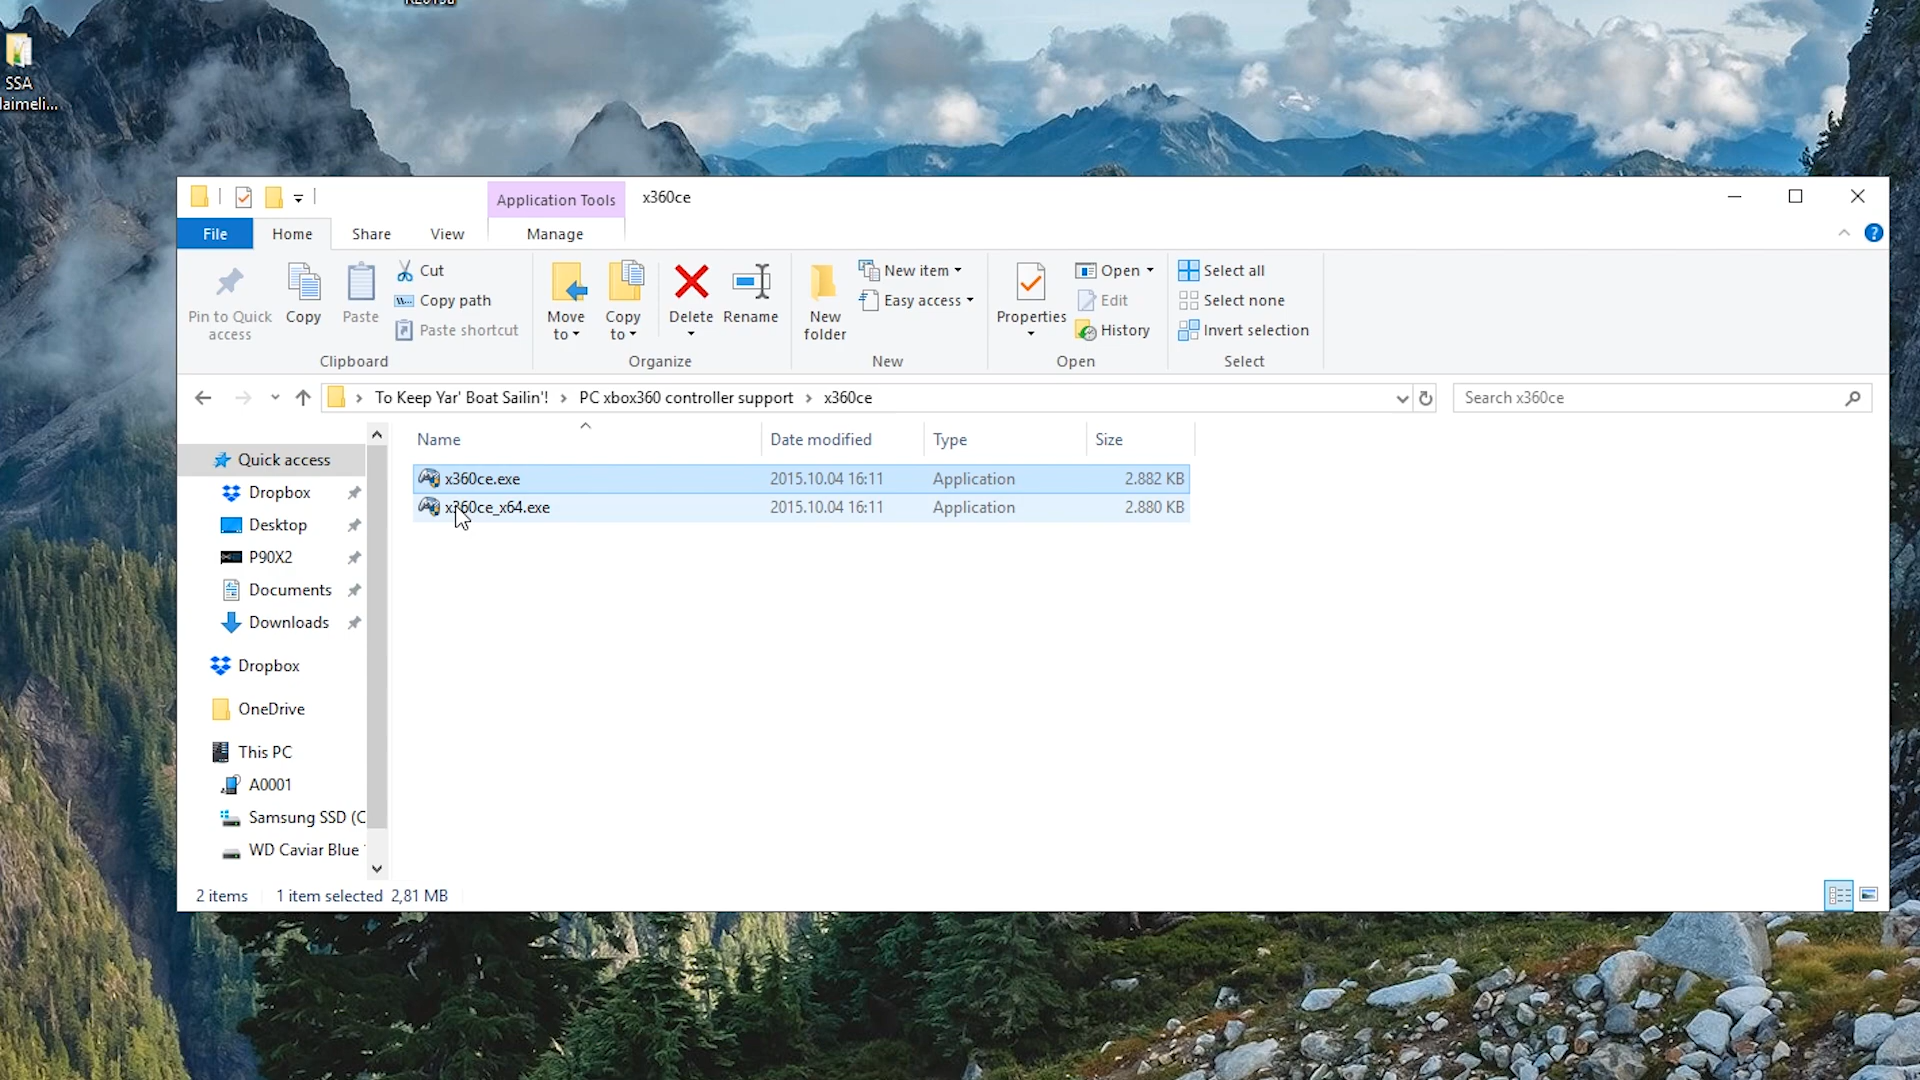 SSA
laimeli...
Application Tools
x360ce
File
Home
Share
View
Manage
Pin to Quick access
Copy
Paste
Cut
Copy path
Paste shortcut
Clipboard
Move to
Copy to
Delete
Rename
Organize
New folder
New item
Easy access
New
Properties
Open
Edit
History
Open
Select all
Select none
Invert selection
Select
To Keep Yar' Boat Sailin'! > PC xbox360 controller support > x360ce
Search x360ce
Name
Date modified
Type
Size
x360ce.exe 2015.10.04 16:11 Application 2.882 KB
x360ce_x64.exe 2015.10.04 16:11 Application 2.880 KB
Quick access
Dropbox
Desktop
P90X2
Documents
Downloads
Dropbox
OneDrive
This PC
A0001
Samsung SSD (C
WD Caviar Blue
2 items
1 item selected 2,81 MB